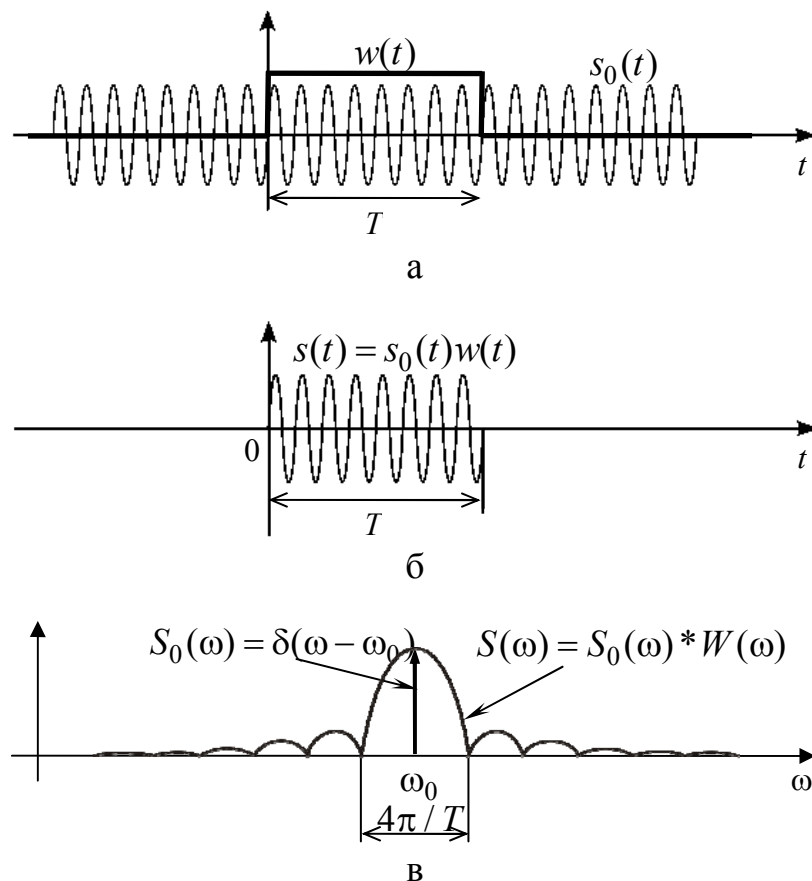 w(t)
s₀(t)
t
T
а
s(t) = s₀(t)w(t)
0
t
T
б
S₀(ω) = δ(ω − ω₀)
S(ω) = S₀(ω) * W(ω)
ω₀
ω
4π / T
в